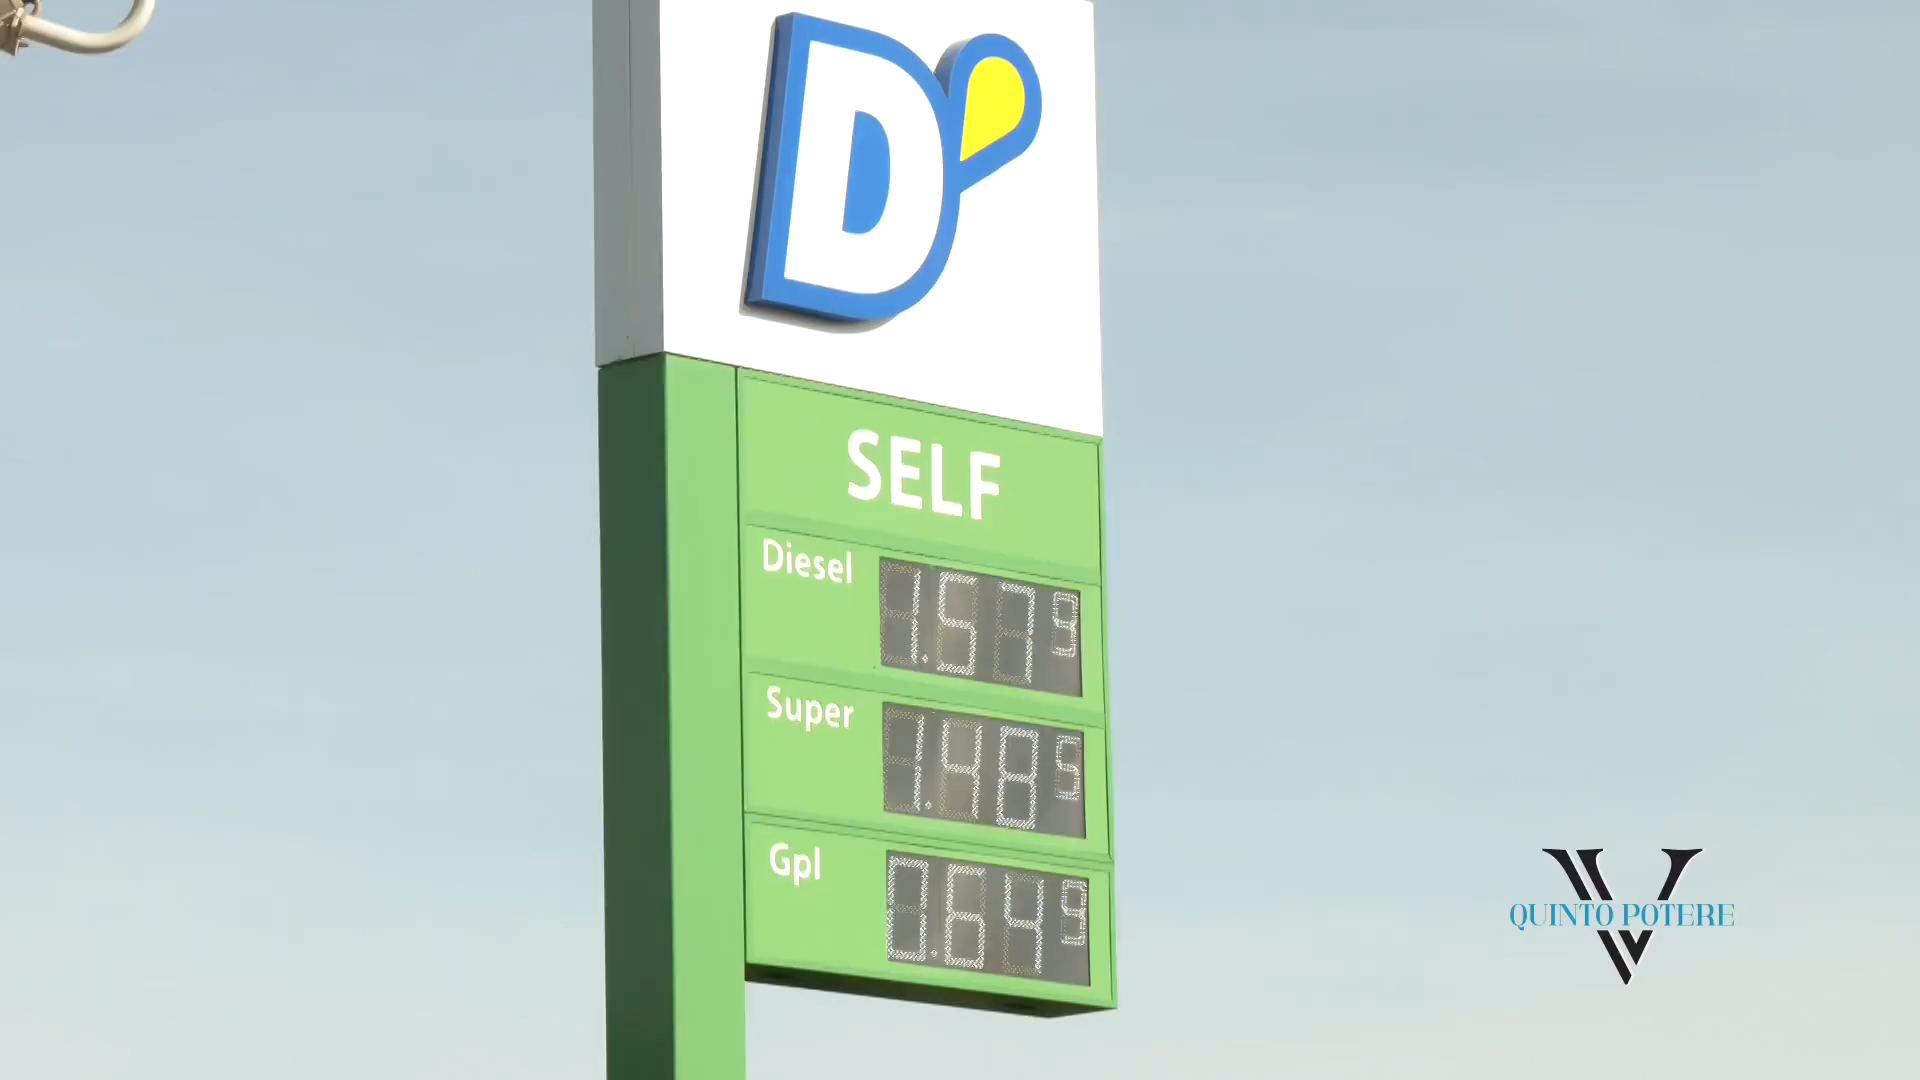 D
SELF
Diesel
1.579
Super
1.485
Gpl
0.649
QUINTO POTERE